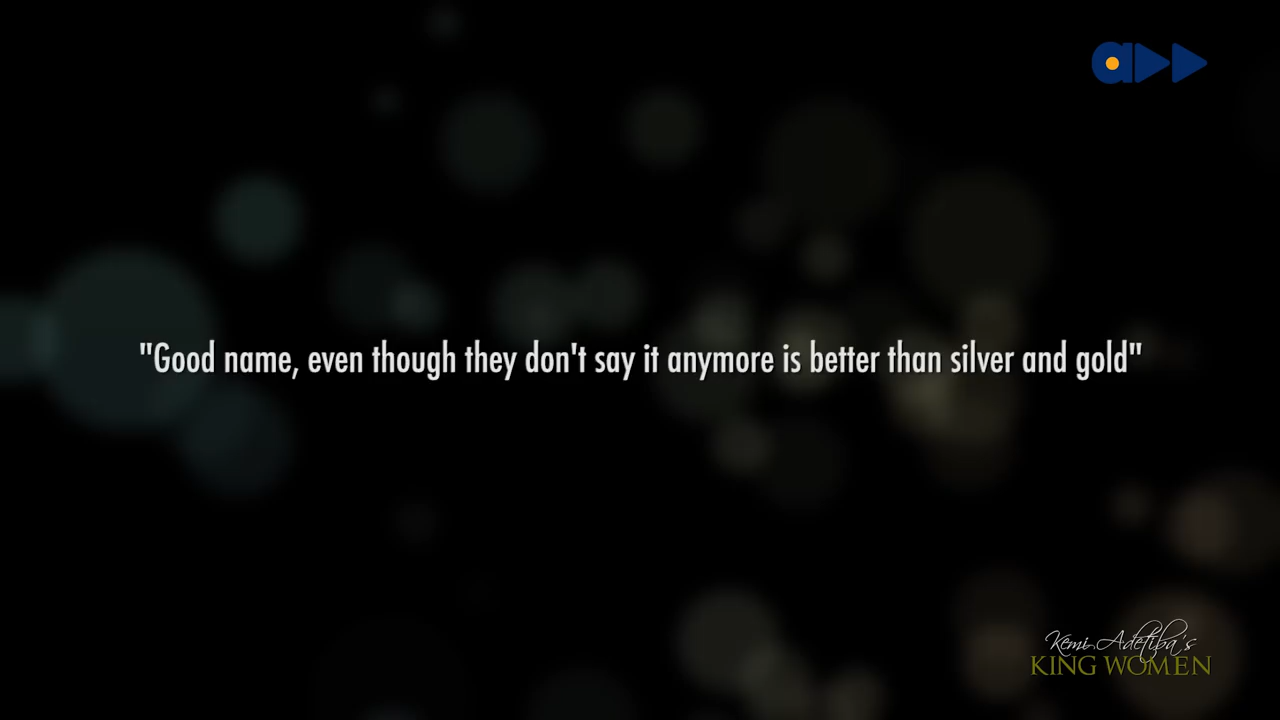 "Good name, even though they don't say it anymore is better than silver and gold"
Kemi Adetiba's
KING WOMEN